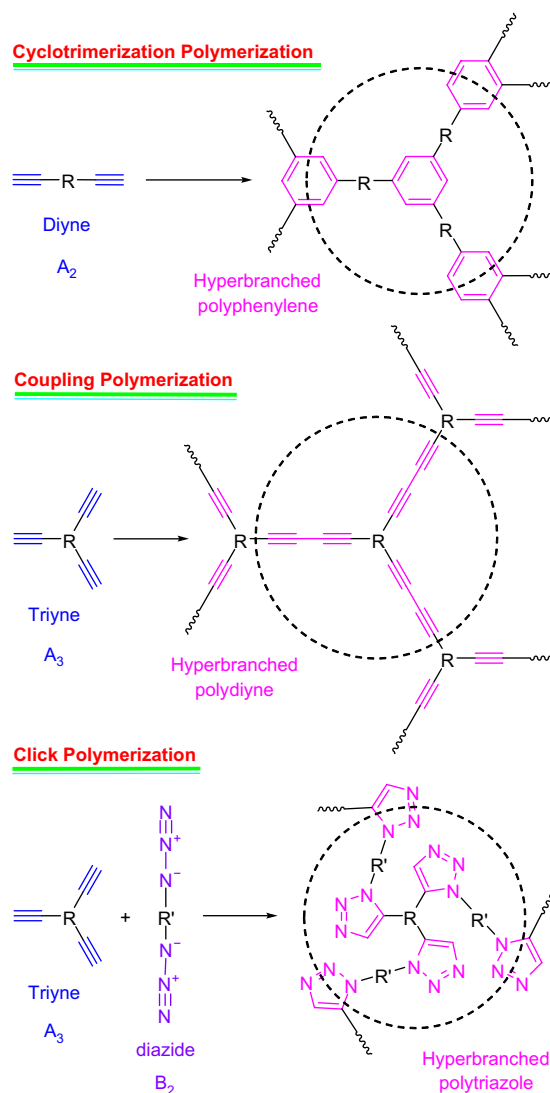 Cyclotrimerization Polymerization
R
Diyne
A2
R
R
R
Hyperbranched
polyphenylene
Coupling Polymerization
R
Triyne
A3
R
R
R
R
Hyperbranched
polydiyne
Click Polymerization
R
Triyne
A3
+
N
N+
N−
R'
N−
N+
N
diazide
B2
N
N
N
R'
N
N
N
N
N
N
R
R'
N
N
N
N
N
N
R'
N
N
N
Hyperbranched
polytriazole